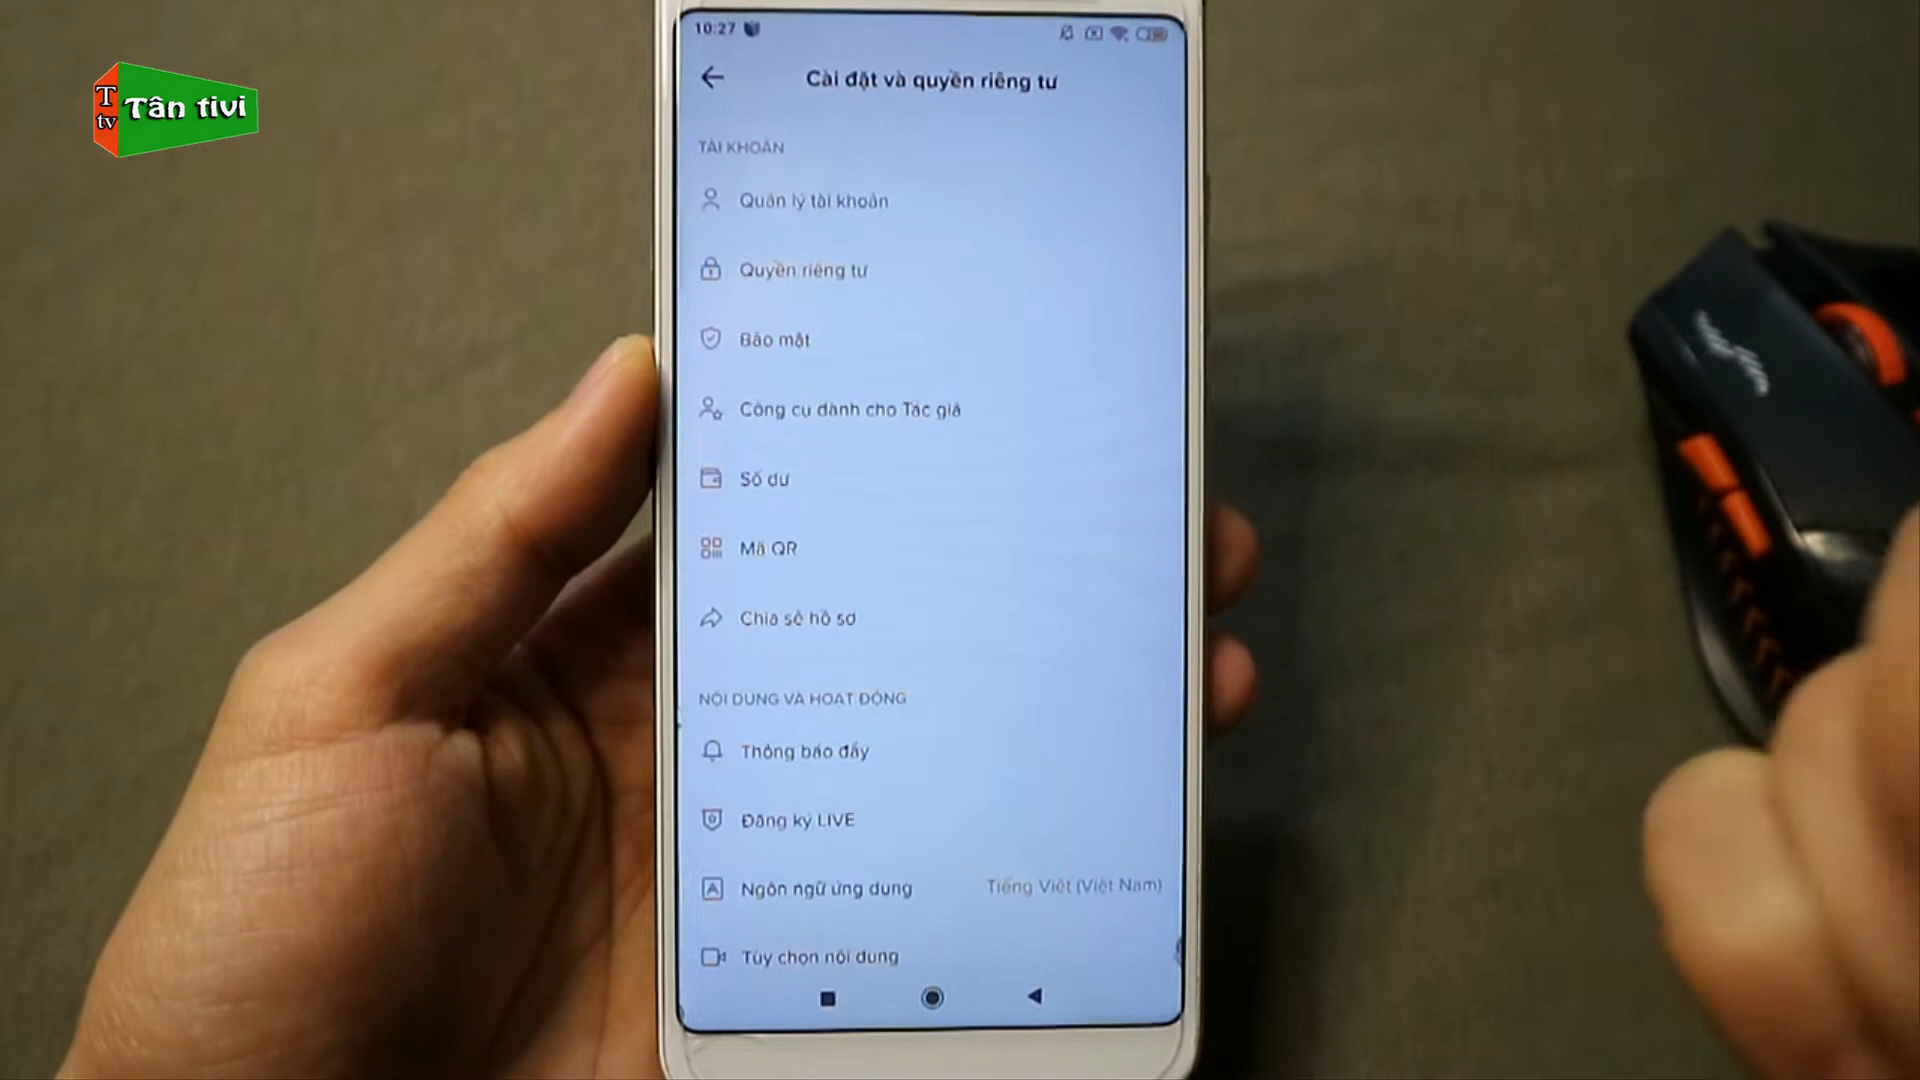 T
tv
Tân tivi
10:27
Cài đặt và quyền riêng tư
TÀI KHOẢN
Quản lý tài khoản
Quyền riêng tư
Bảo mật
Công cụ dành cho Tác giả
Số dư
Mã QR
Chia sẻ hồ sơ
NỘI DUNG VÀ HOẠT ĐỘNG
Thông báo đẩy
Đăng ký LIVE
Ngôn ngữ ứng dụng
Tiếng Việt (Việt Nam)
Tùy chọn nội dung